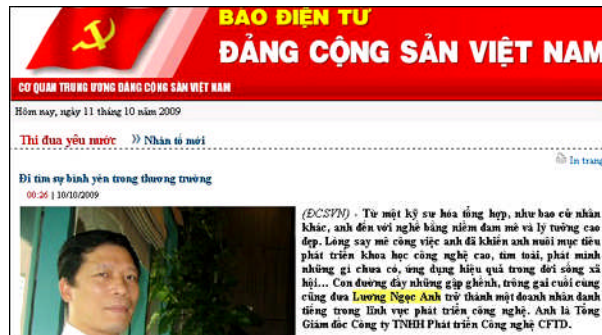 BÁO ĐIỆN TỬ
ĐẢNG CỘNG SẢN VIỆT NAM
CƠ QUAN TRUNG ƯƠNG ĐẢNG CỘNG SẢN VIỆT NAM
Hôm nay, ngày 11 tháng 10 năm 2009
Thi đua yêu nước » Nhân tố mới
In trang
Đi tìm sự bình yên trong thương trường
00:26 | 10/10/2009
(ĐCSVN) - Từ một kỹ sư hóa tổng hợp, như bao cử nhân
khác, anh đến với nghề bằng niềm đam mê và lý tưởng cao
đẹp. Lòng say mê công việc anh đã khiến anh nuôi mục tiêu
phát triển khoa học công nghệ cao, tìm toài, phát minh
những gì chưa có, ứng dụng hiệu quả trong đời sống xã
hội... Con đường đầy những gập ghềnh, trông gai cuối cùng
cũng đưa Lương Ngọc Anh trở thành một doanh nhân danh
tiếng trong lĩnh vực phát triển công nghệ. Anh là Tổng
Giám đốc Công ty TNHH Phát triển Công nghệ CFTD.